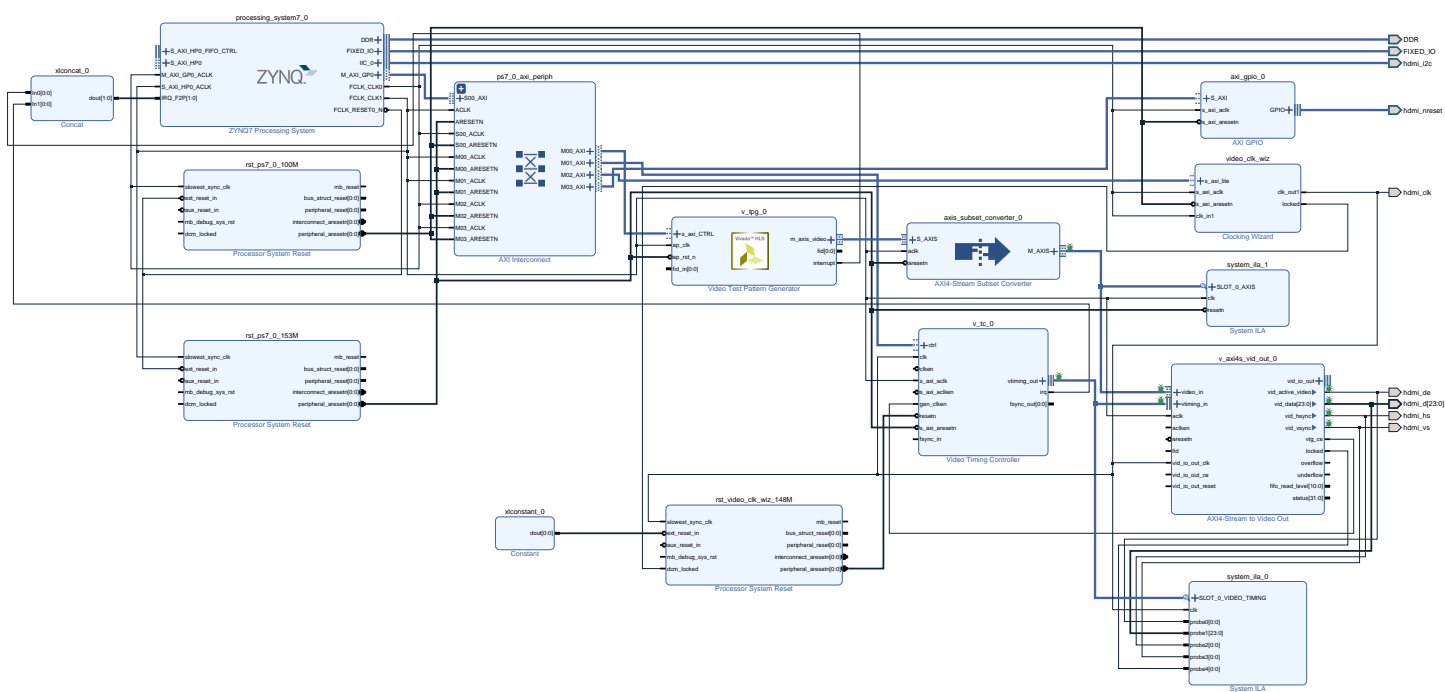 processing_system7_0
S_AXI_HP0_FIFO_CTRL
S_AXI_HP0
M_AXI_GP0_ACLK
S_AXI_HP0_ACLK
IRQ_F2P[1:0]
ZYNQ
DDR
FIXED_IO
IIC_0
M_AXI_GP0
FCLK_CLK0
FCLK_CLK1
FCLK_RESET0_N
ZYNQ7 Processing System
xlconcat_0
In0[0:0]
In1[0:0]
dout[1:0]
Concat
rst_ps7_0_100M
slowest_sync_clk
ext_reset_in
aux_reset_in
mb_debug_sys_rst
dcm_locked
mb_reset
bus_struct_reset[0:0]
peripheral_reset[0:0]
interconnect_aresetn[0:0]
peripheral_aresetn[0:0]
Processor System Reset
rst_ps7_0_153M
slowest_sync_clk
ext_reset_in
aux_reset_in
mb_debug_sys_rst
dcm_locked
mb_reset
bus_struct_reset[0:0]
peripheral_reset[0:0]
interconnect_aresetn[0:0]
peripheral_aresetn[0:0]
Processor System Reset
ps7_0_axi_periph
S00_AXI
ACLK
ARESETN
S00_ACLK
S00_ARESETN
M00_ACLK
M00_ARESETN
M01_ACLK
M01_ARESETN
M02_ACLK
M02_ARESETN
M03_ACLK
M03_ARESETN
M00_AXI
M01_AXI
M02_AXI
M03_AXI
AXI Interconnect
v_tpg_0
s_axi_CTRL
ap_clk
ap_rst_n
fid_in[0:0]
Vivado™ HLS
m_axis_video
fid[0:0]
interrupt
Video Test Pattern Generator
axis_subset_converter_0
S_AXIS
aclk
aresetn
M_AXIS
AXI4-Stream Subset Converter
v_tc_0
ctrl
clk
clken
s_axi_aclk
s_axi_aclken
gen_clken
resetn
s_axi_aresetn
fsync_in
vtiming_out
irq
fsync_out[0:0]
Video Timing Controller
xlconstant_0
dout[0:0]
Constant
rst_video_clk_wiz_148M
slowest_sync_clk
ext_reset_in
aux_reset_in
mb_debug_sys_rst
dcm_locked
mb_reset
bus_struct_reset[0:0]
peripheral_reset[0:0]
interconnect_aresetn[0:0]
peripheral_aresetn[0:0]
Processor System Reset
axi_gpio_0
S_AXI
s_axi_aclk
s_axi_aresetn
GPIO
AXI GPIO
video_clk_wiz
s_axi_lite
s_axi_aclk
s_axi_aresetn
clk_in1
clk_out1
locked
Clocking Wizard
system_ila_1
SLOT_0_AXIS
clk
resetn
System ILA
v_axi4s_vid_out_0
video_in
vtiming_in
aclk
aclken
aresetn
fid
vid_io_out_clk
vid_io_out_ce
vid_io_out_reset
vid_io_out
vid_active_video
vid_data[23:0]
vid_hsync
vid_vsync
vtg_ce
locked
overflow
underflow
fifo_read_level[10:0]
status[31:0]
AXI4-Stream to Video Out
system_ila_0
SLOT_0_VIDEO_TIMING
clk
probe0[0:0]
probe1[23:0]
probe2[0:0]
probe3[0:0]
probe4[0:0]
System ILA
DDR
FIXED_IO
hdmi_i2c
hdmi_nreset
hdmi_clk
hdmi_de
hdmi_d[23:0]
hdmi_hs
hdmi_vs